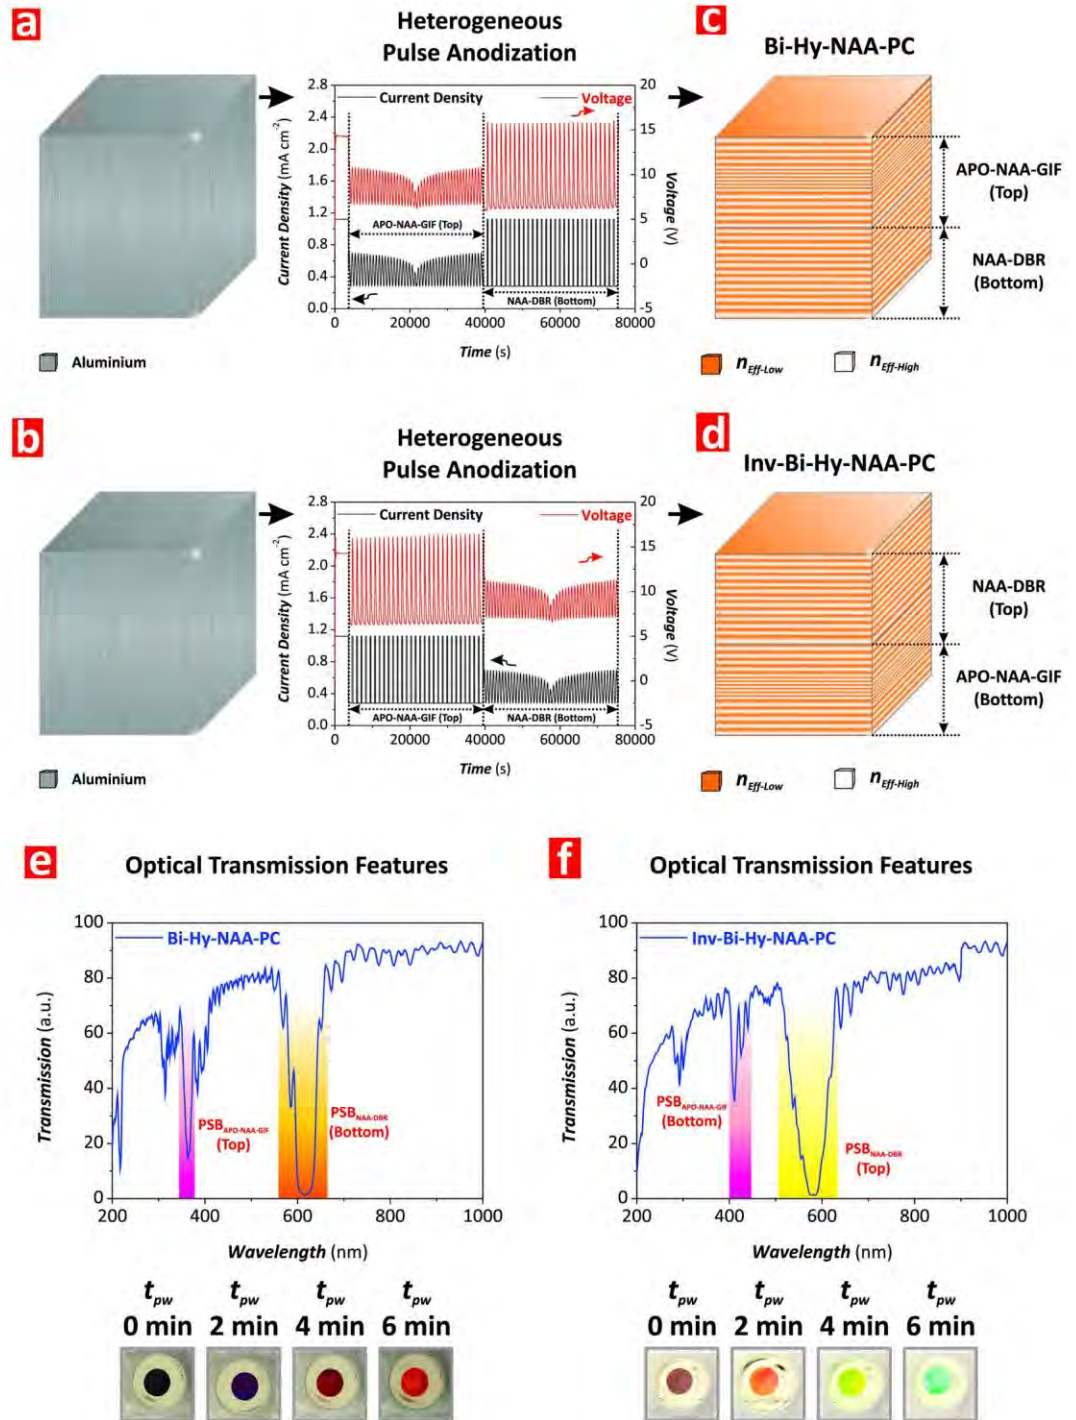 a
Heterogeneous
Pulse Anodization
c
Bi-Hy-NAA-PC
Current Density
Voltage
Current Density (mA cm-2)
2.8
2.4
2.0
1.6
1.2
0.8
0.4
0.0
20
15
10
5
0
-5
Voltage (V)
APO-NAA-GIF (Top)
NAA-DBR (Bottom)
0 20000 40000 60000 80000
Time (s)
APO-NAA-GIF
(Top)
NAA-DBR
(Bottom)
Aluminium
nEff-Low
nEff-High
b
Heterogeneous
Pulse Anodization
d
Inv-Bi-Hy-NAA-PC
Current Density
Voltage
Current Density (mA cm-2)
2.8
2.4
2.0
1.6
1.2
0.8
0.4
0.0
20
15
10
5
0
-5
Voltage (V)
APO-NAA-GIF (Top)
NAA-DBR (Bottom)
0 20000 40000 60000 80000
Time (s)
NAA-DBR
(Top)
APO-NAA-GIF
(Bottom)
Aluminium
nEff-Low
nEff-High
e
Optical Transmission Features
Bi-Hy-NAA-PC
Transmission (a.u.)
100
80
60
40
20
0
PSBAPO-NAA-GIF
(Top)
PSBNAA-DBR
(Bottom)
200 400 600 800 1000
Wavelength (nm)
tpw tpw tpw tpw
0 min 2 min 4 min 6 min
f
Optical Transmission Features
Inv-Bi-Hy-NAA-PC
Transmission (a.u.)
100
80
60
40
20
0
PSBAPO-NAA-GIF
(Bottom)
PSBNAA-DBR
(Top)
200 400 600 800 1000
Wavelength (nm)
tpw tpw tpw tpw
0 min 2 min 4 min 6 min